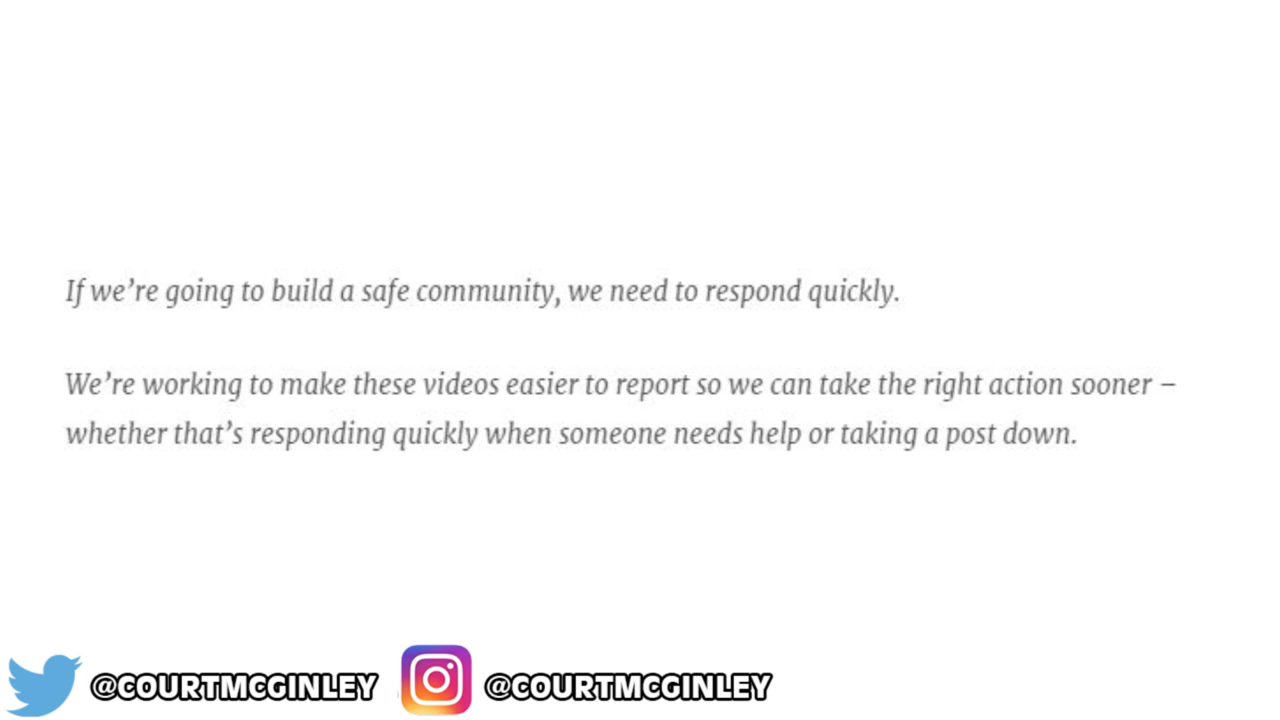 If we’re going to build a safe community, we need to respond quickly.
We’re working to make these videos easier to report so we can take the right action sooner –
whether that’s responding quickly when someone needs help or taking a post down.
@COURTMCGINLEY @COURTMCGINLEY